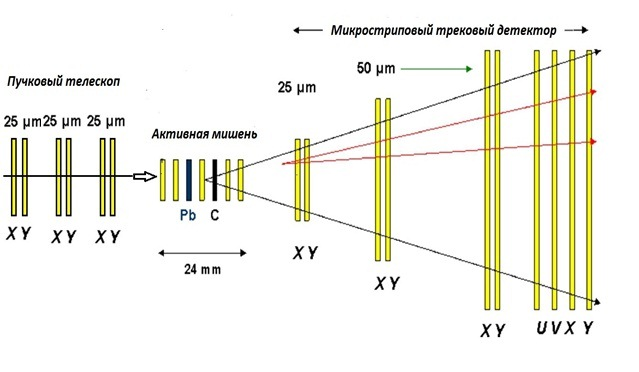 Микростриповый трековый детектор
Пучковый телескоп
50 µm
25 µm
25 µm 25 µm 25 µm
Активная мишень
Pb C
X Y X Y X Y
24 mm
X Y
X Y
X Y U V X Y